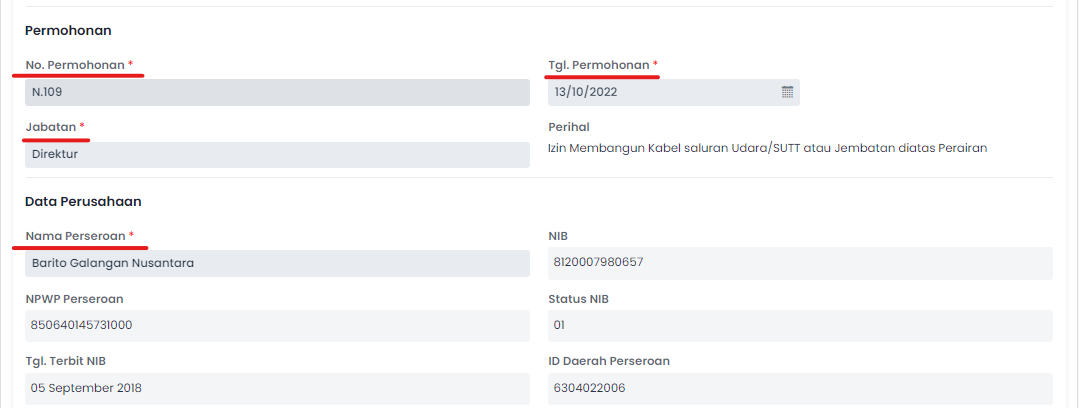 Permohonan
No. Permohonan *
Tgl. Permohonan *
N.109
13/10/2022
Jabatan *
Perihal
Direktur
Izin Membangun Kabel saluran Udara/SUTT atau Jembatan diatas Perairan
Data Perusahaan
Nama Perseroan *
NIB
Barito Galangan Nusantara
8120007980657
NPWP Perseroan
Status NIB
850640145731000
01
Tgl. Terbit NIB
ID Daerah Perseroan
05 September 2018
6304022006